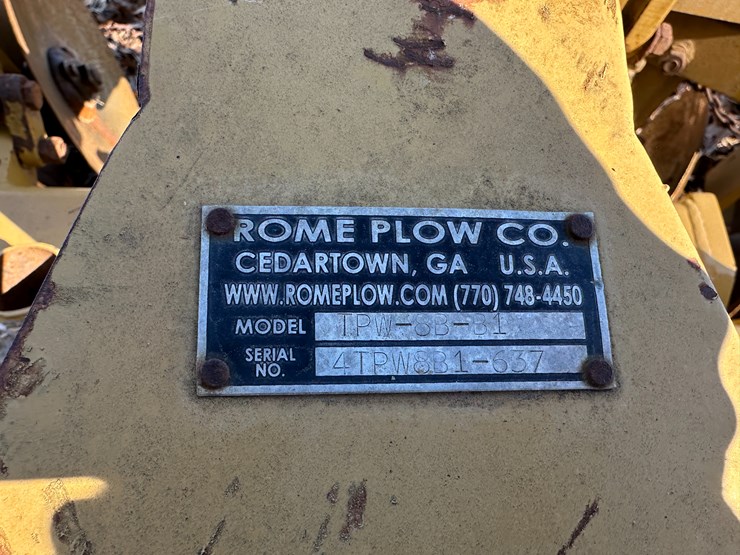 ROME PLOW CO.
CEDARTOWN, GA U.S.A.
WWW.ROMEPLOW.COM (770) 748-4450
MODEL TPW-8B-B1
SERIAL NO. 4TPW8B1-637